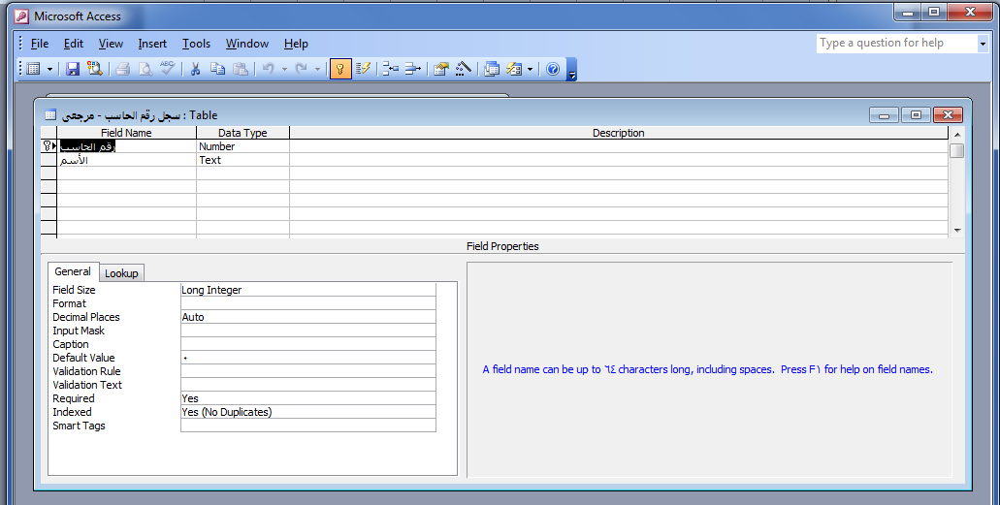 Microsoft Access
File Edit View Insert Tools Window Help
Type a question for help
سجل رقم الحاسب - مرجعى : Table
Field Name Data Type Description
رقم الحاسب Number
الأسم Text
Field Properties
General Lookup
Field Size Long Integer
Format
Decimal Places Auto
Input Mask
Caption
Default Value ٠
Validation Rule
Validation Text
Required Yes
Indexed Yes (No Duplicates)
Smart Tags
A field name can be up to ٦٤ characters long, including spaces. Press F١ for help on field names.